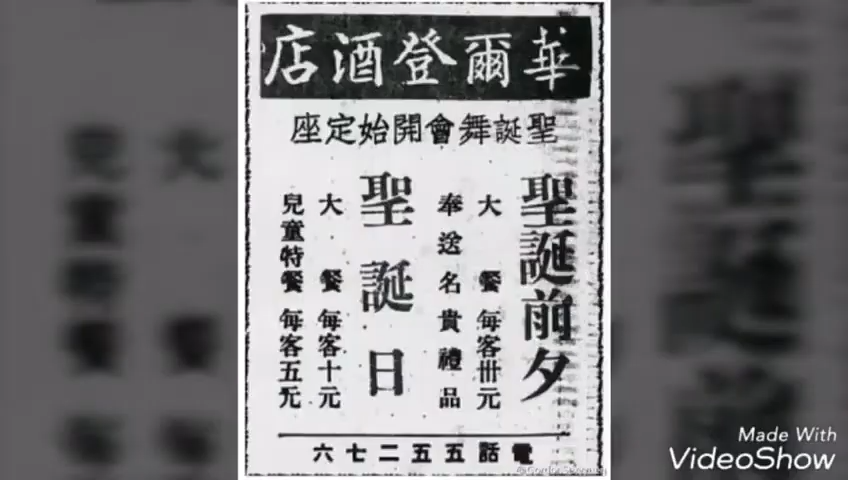 華爾登酒店
聖誕舞會開始定座
聖誕前夕
大餐每客卅元
奉送名貴禮品
聖誕日
大餐每客十元
兒童特餐每客五元
電話五五二七六
Made With
VideoShow